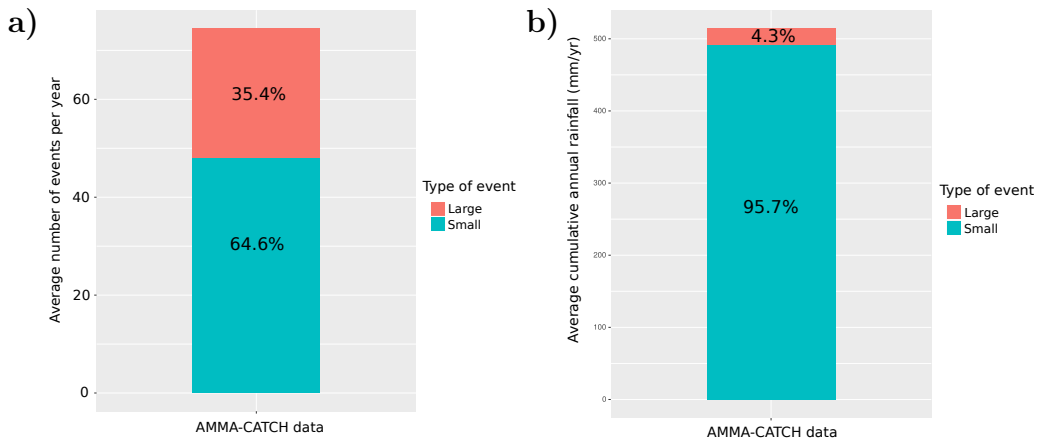 a)
Average number of events per year
60
40
20
0
35.4%
64.6%
AMMA-CATCH data
Type of event
Large
Small
b)
Average cumulative annual rainfall (mm/yr)
500
400
300
200
100
0
4.3%
95.7%
AMMA-CATCH data
Type of event
Large
Small